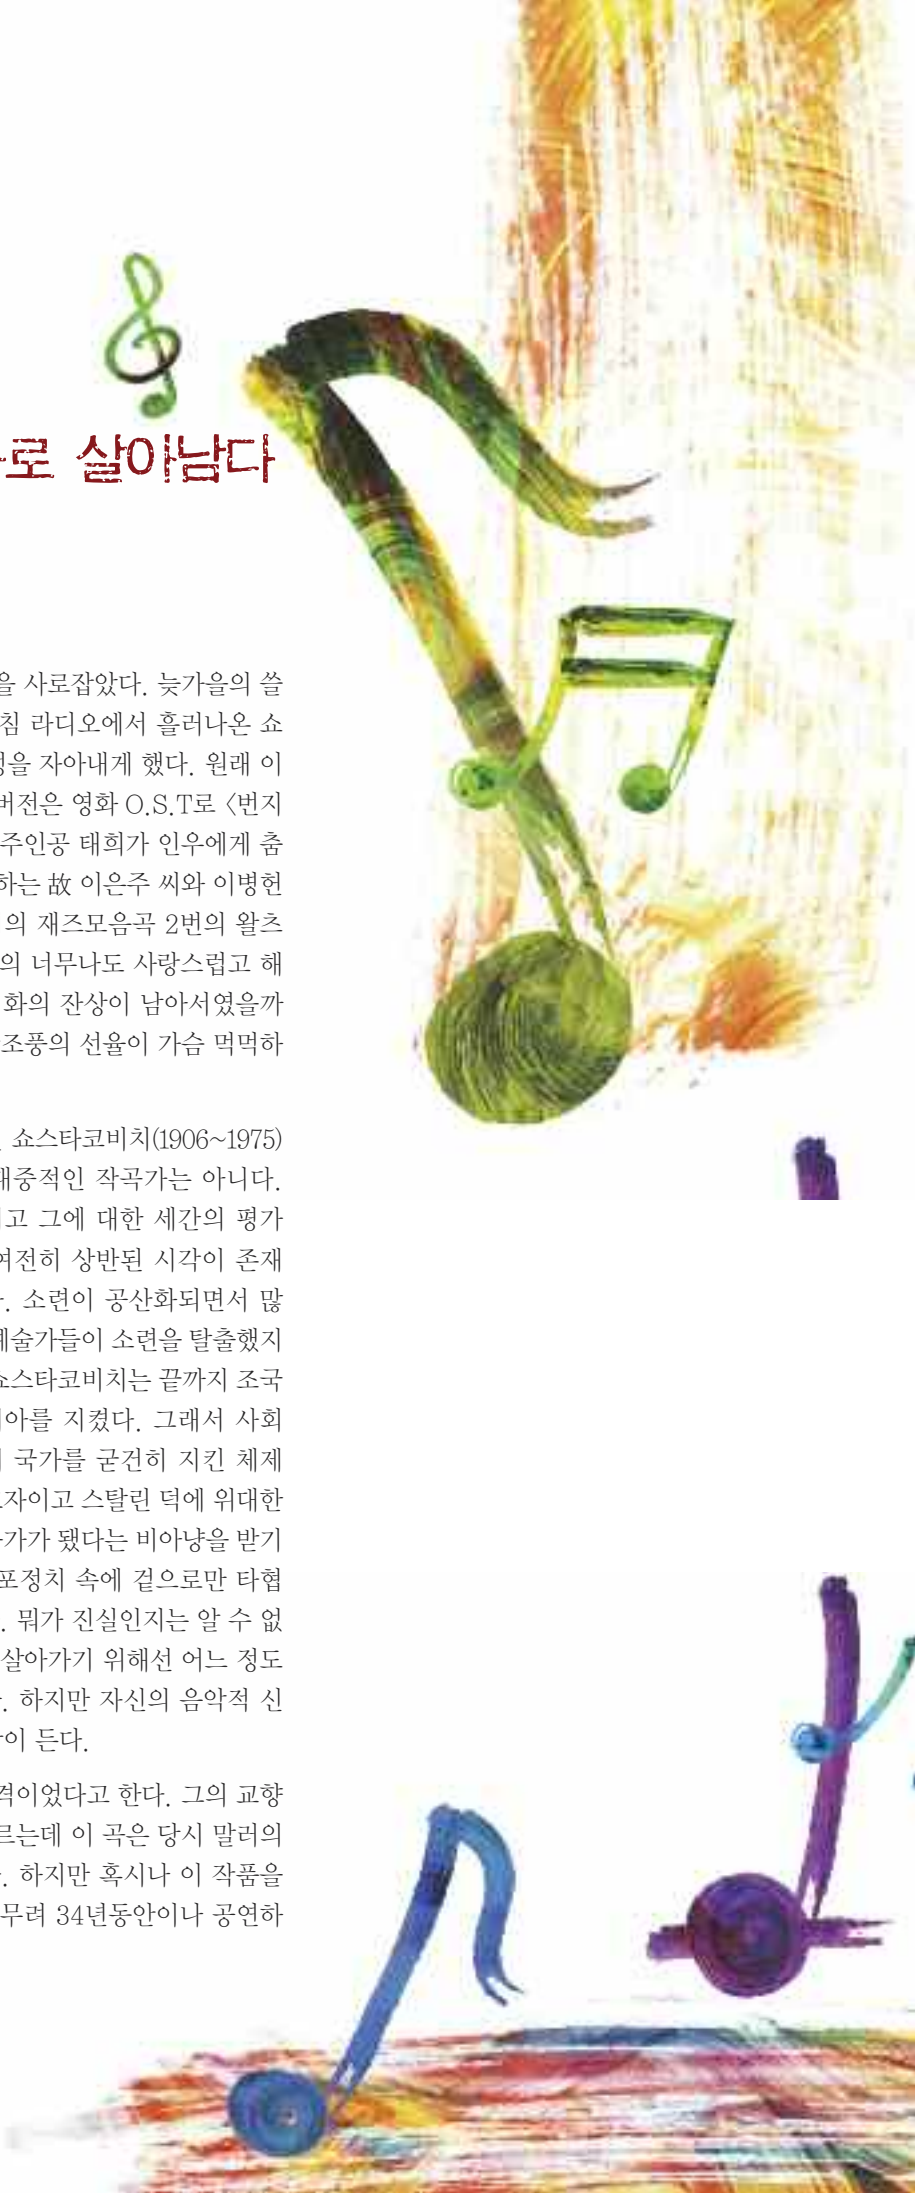 로 살아남다
을 사로잡았다. 늦가을의 쓸
침 라디오에서 흘러나온 쇼
을 자아내게 했다. 원래 이
버전은 영화 O.S.T로 <번지
주인공 태희가 인우에게 춤
하는 故 이은주 씨와 이병헌
의 재즈모음곡 2번의 왈츠
의 너무나도 사랑스럽고 해
화의 잔상이 남아서였을까
조풍의 선율이 가슴 먹먹하
쇼스타코비치(1906~1975)
대중적인 작곡가는 아니다.
고 그에 대한 세간의 평가
여전히 상반된 시각이 존재
. 소련이 공산화되면서 많
예술가들이 소련을 탈출했지
쇼스타코비치는 끝까지 조국
아를 지켰다. 그래서 사회
국가를 굳건히 지킨 체제
자이고 스탈린 덕에 위대한
가가 됐다는 비아냥을 받기
포정치 속에 겉으로만 타협
. 뭐가 진실인지는 알 수 없
살아가기 위해선 어느 정도
. 하지만 자신의 음악적 신
이 든다.
격이었다고 한다. 그의 교향
르는데 이 곡은 당시 말러의
. 하지만 혹시나 이 작품을
무려 34년동안이나 공연하